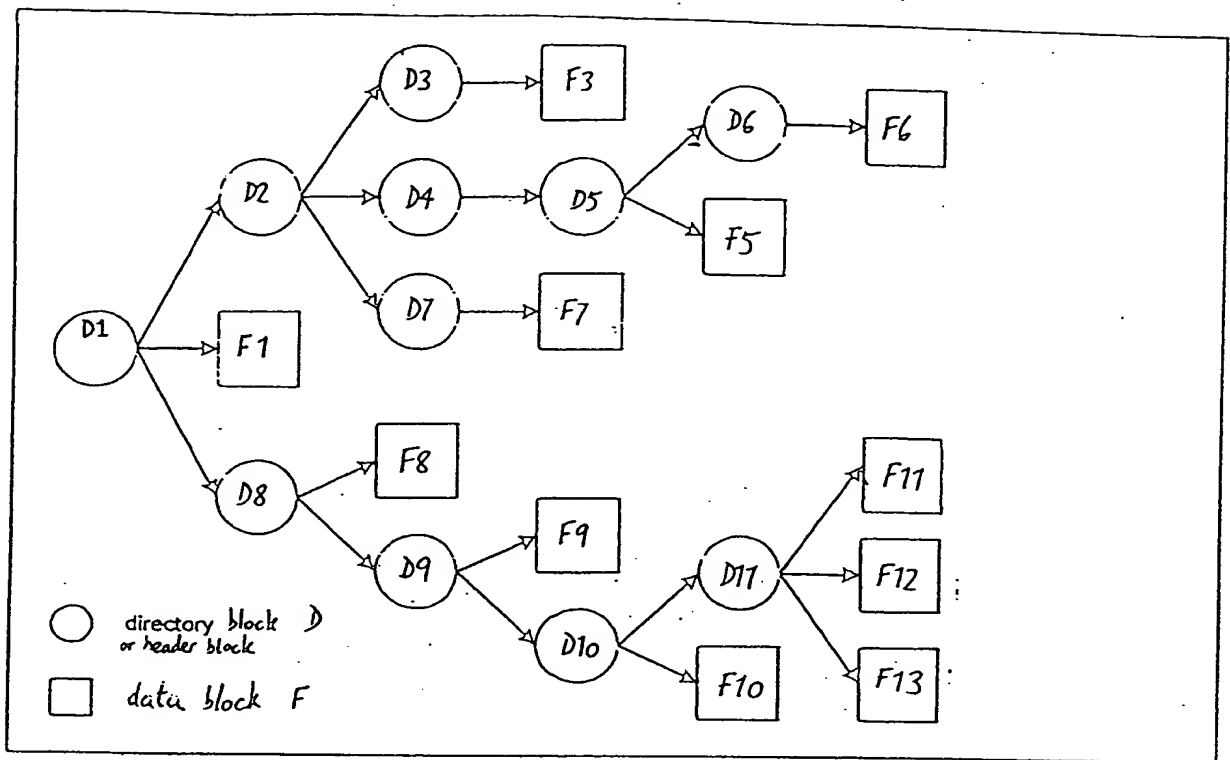 D3
F3
D6
F6
D2
D4
D5
F5
D7
F7
D1
F1
F8
F11
D8
F9
D9
D11
F12
directory block D
or header block
D10
F10
F13
data block F